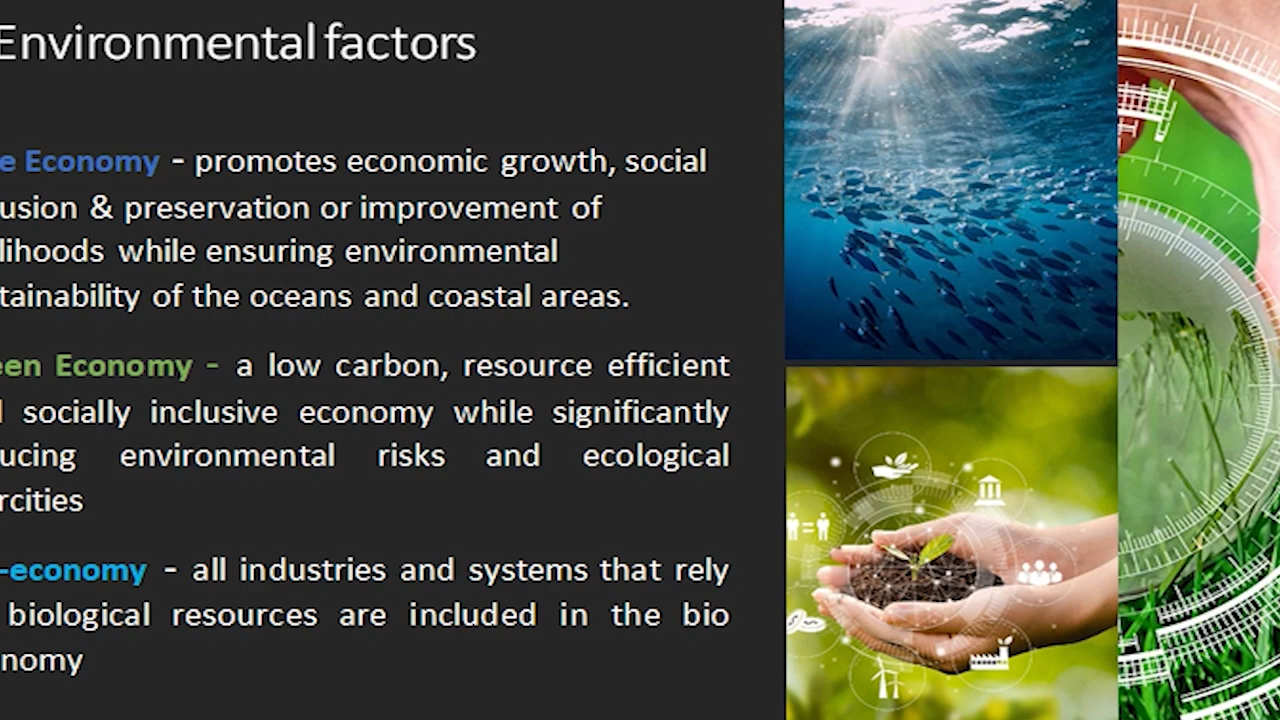 Environmental factors
e Economy - promotes economic growth, social
usion & preservation or improvement of
lihoods while ensuring environmental
tainability of the oceans and coastal areas.
een Economy - a low carbon, resource efficient
socially inclusive economy while significantly
ucing environmental risks and ecological
rcities
-economy - all industries and systems that rely
biological resources are included in the bio
nomy